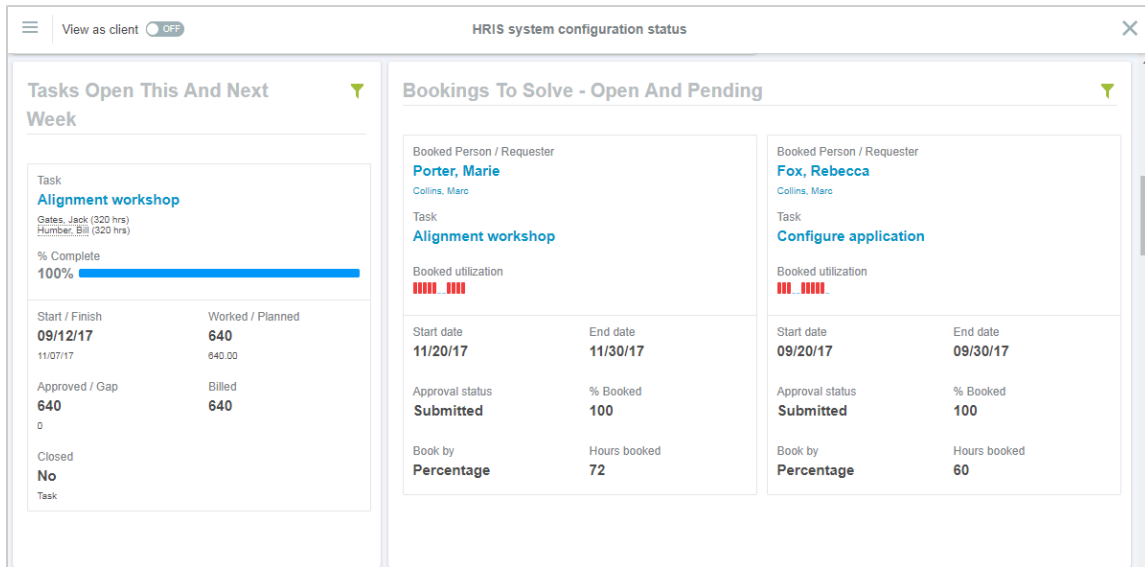 View as client OFF HRIS system configuration status
Tasks Open This And Next
Week
Task
Alignment workshop
Gates, Jack (320 hrs)
Humber, Bill (320 hrs)
% Complete
100%
Start / Finish Worked / Planned
09/12/17 640
11/07/17 640.00
Approved / Gap Billed
640 640
0
Closed
No
Task
Bookings To Solve - Open And Pending
Booked Person / Requester
Porter, Marie
Collins, Marc
Task
Alignment workshop
Booked utilization
Start date End date
11/20/17 11/30/17
Approval status % Booked
Submitted 100
Book by Hours booked
Percentage 72
Booked Person / Requester
Fox, Rebecca
Collins, Marc
Task
Configure application
Booked utilization
Start date End date
09/20/17 09/30/17
Approval status % Booked
Submitted 100
Book by Hours booked
Percentage 60